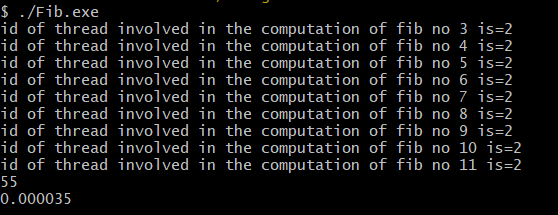 $ ./Fib.exe
id of thread involved in the computation of fib no 3 is=2
id of thread involved in the computation of fib no 4 is=2
id of thread involved in the computation of fib no 5 is=2
id of thread involved in the computation of fib no 6 is=2
id of thread involved in the computation of fib no 7 is=2
id of thread involved in the computation of fib no 8 is=2
id of thread involved in the computation of fib no 9 is=2
id of thread involved in the computation of fib no 10 is=2
id of thread involved in the computation of fib no 11 is=2
55
0.000035